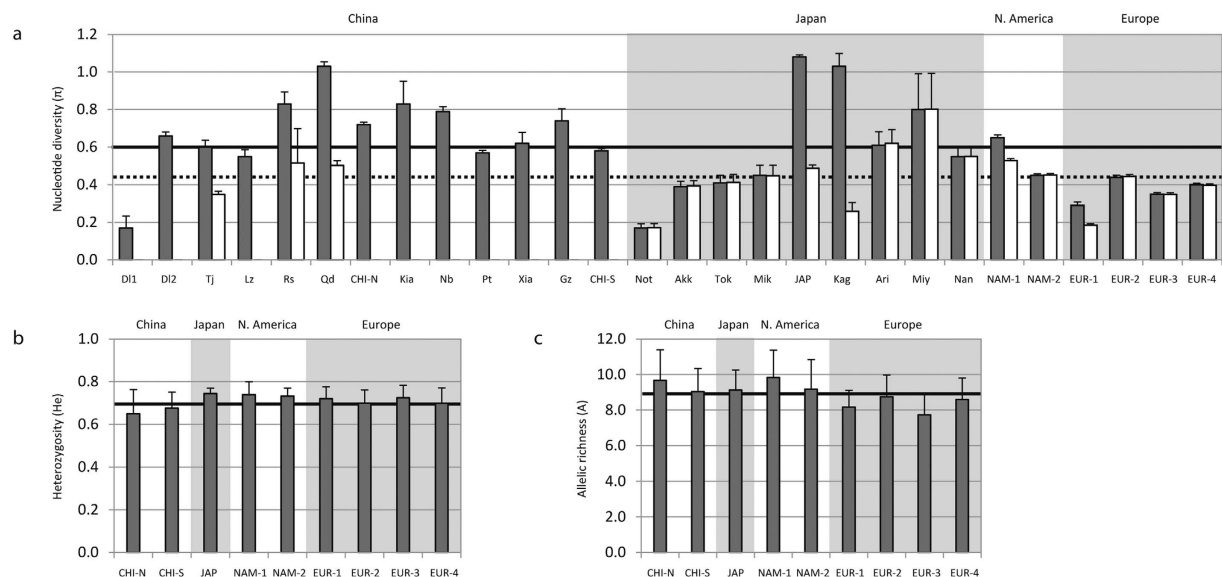 China Japan N. America Europe
a
Nucleotide diversity (π)
1.2
1.0
0.8
0.6
0.4
0.2
0.0
Dl1 Dl2 Tj Lz Rs Qd CHI-N Kia Nb Pt Xia Gz CHI-S Not Akk Tok Mik JAP Kag Ari Miy Nan NAM-1 NAM-2 EUR-1 EUR-2 EUR-3 EUR-4
b
China Japan N. America Europe
Heterozygosity (He)
1.0
0.8
0.6
0.4
0.2
0.0
CHI-N CHI-S JAP NAM-1 NAM-2 EUR-1 EUR-2 EUR-3 EUR-4
c
China Japan N. America Europe
Allelic richness (A)
12.0
10.0
8.0
6.0
4.0
2.0
0.0
CHI-N CHI-S JAP NAM-1 NAM-2 EUR-1 EUR-2 EUR-3 EUR-4